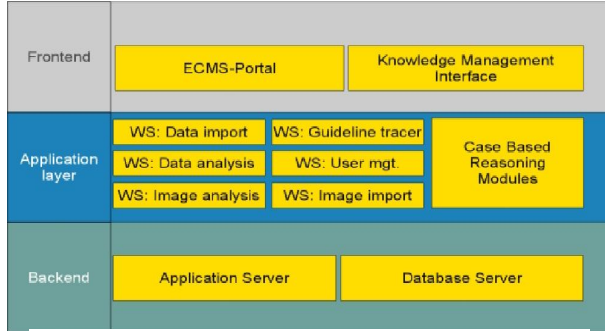 Frontend
ECMS-Portal
Knowledge Management
Interface
Application
layer
WS: Data import
WS: Guideline tracer
WS: Data analysis
WS: User mgt.
WS: Image analysis
WS: Image import
Case Based
Reasoning
Modules
Backend
Application Server
Database Server